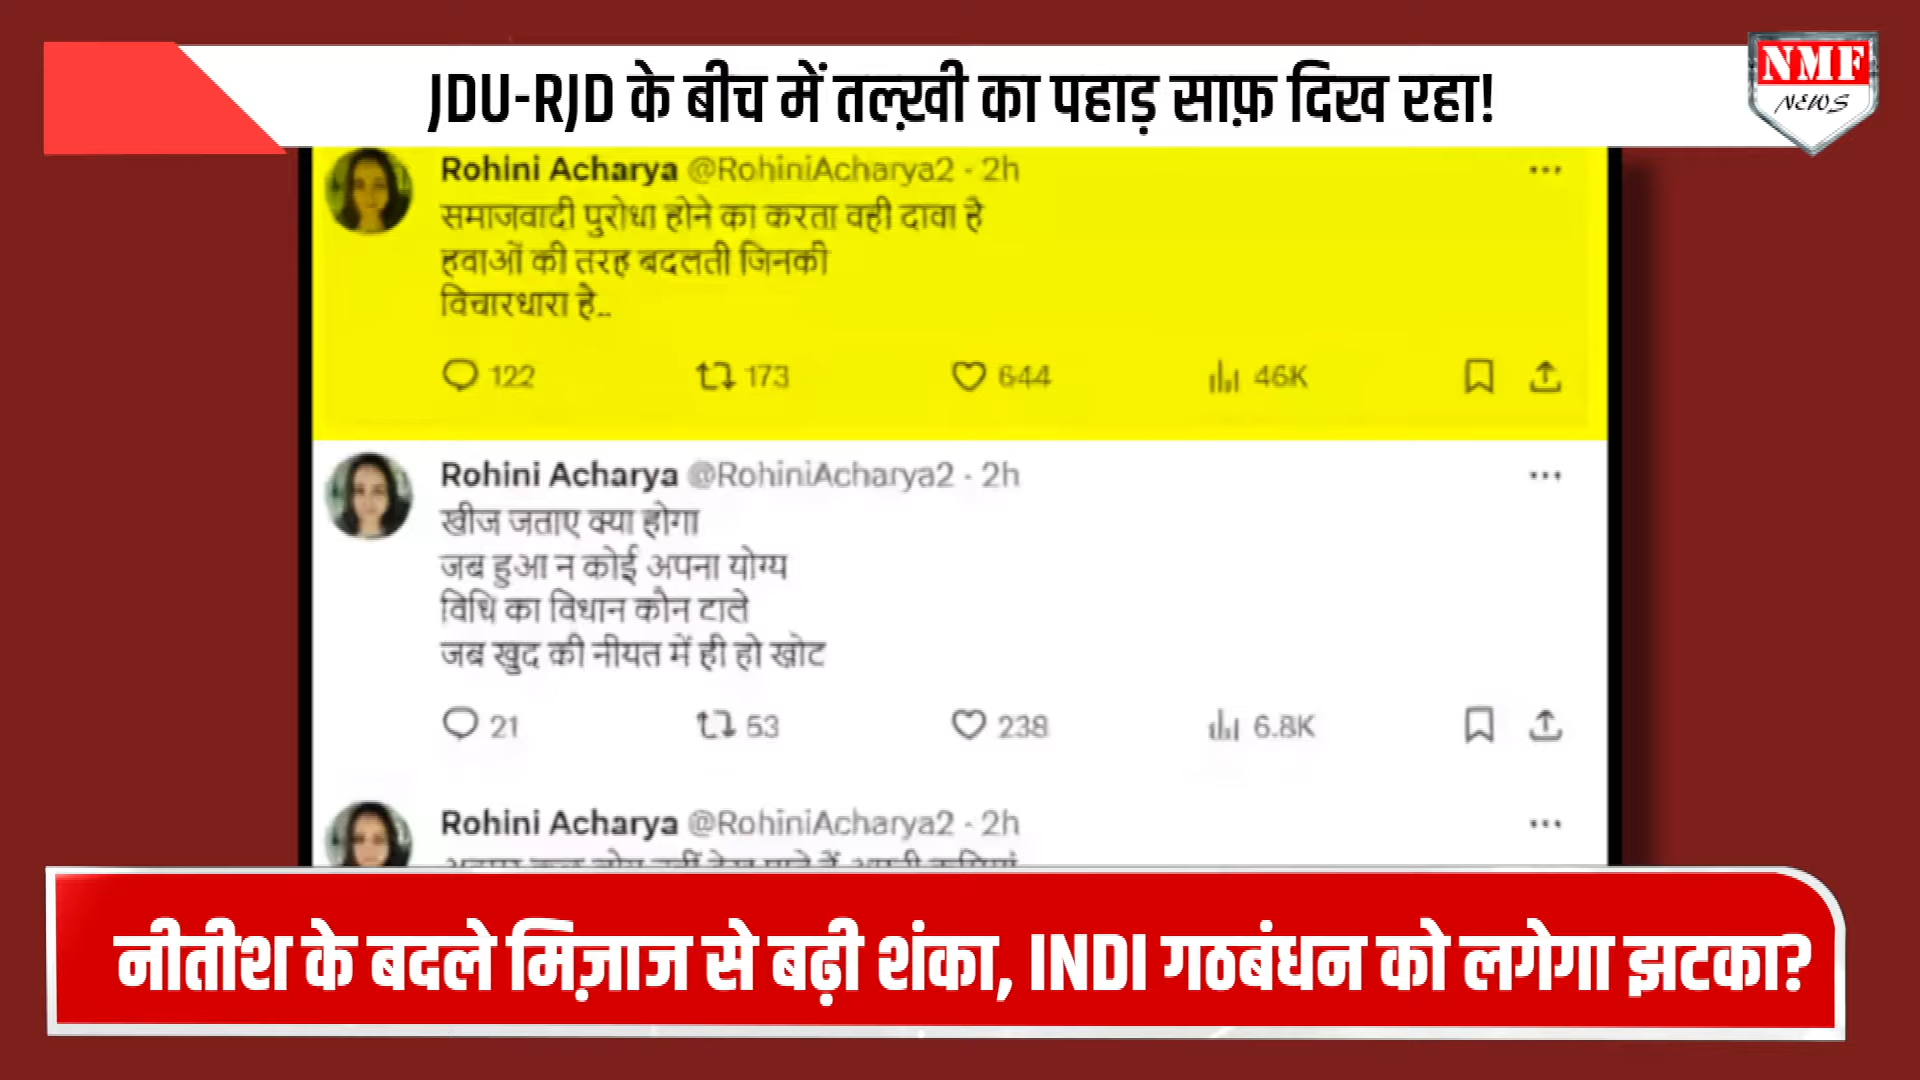 JDU-RJD के बीच में तल्ख़ी का पहाड़ साफ़ दिख रहा!
NMF
NEWS
Rohini Acharya @RohiniAcharya2 · 2h
समाजवादी पुरोधा होने का करता वही दावा है
हवाओं की तरह बदलती जिनकी
विचारधारा है..
122 173 644 46K
Rohini Acharya @RohiniAcharya2 · 2h
खीज जताए क्या होगा
जब हुआ न कोई अपना योग्य
विधि का विधान कौन टाले
जब खुद की नीयत में ही हो खोट
21 53 238 6.8K
Rohini Acharya @RohiniAcharya2 · 2h
नीतीश के बदले मिज़ाज से बढ़ी शंका, INDI गठबंधन को लगेगा झटका?